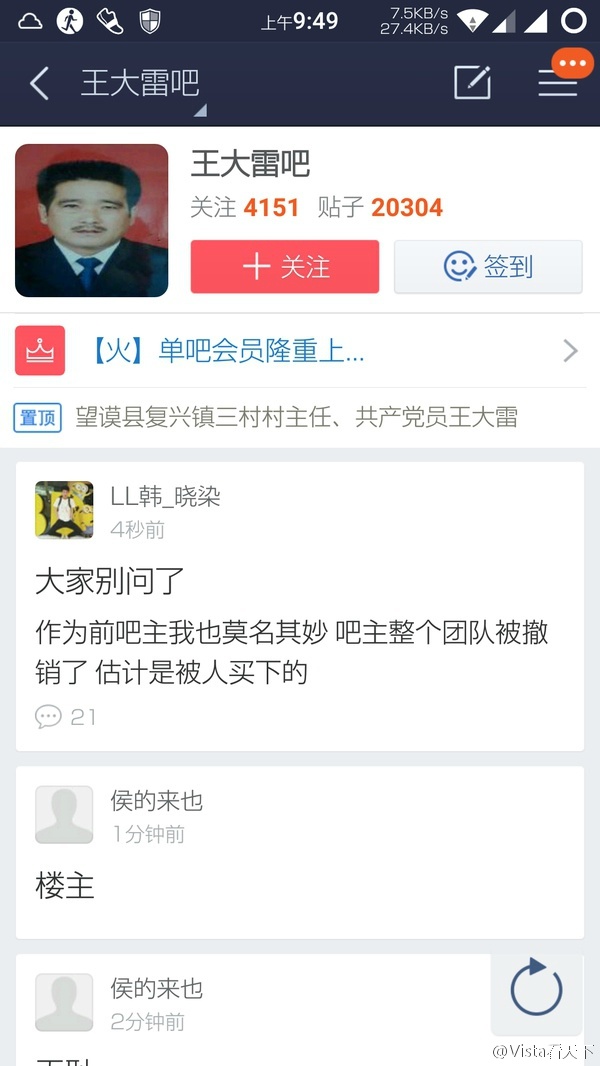 上午9:49
7.5KB/s
27.4KB/s
王大雷吧
王大雷吧
关注 4151 贴子 20304
关注
签到
【火】单吧会员隆重上...
置顶 望谟县复兴镇三村村主任、共产党员王大雷
LL韩_晓染
4秒前
大家别问了
作为前吧主我也莫名其妙 吧主整个团队被撤
销了 估计是被人买下的
21
侯的来也
1分钟前
楼主
侯的来也
2分钟前
@Vista看天下